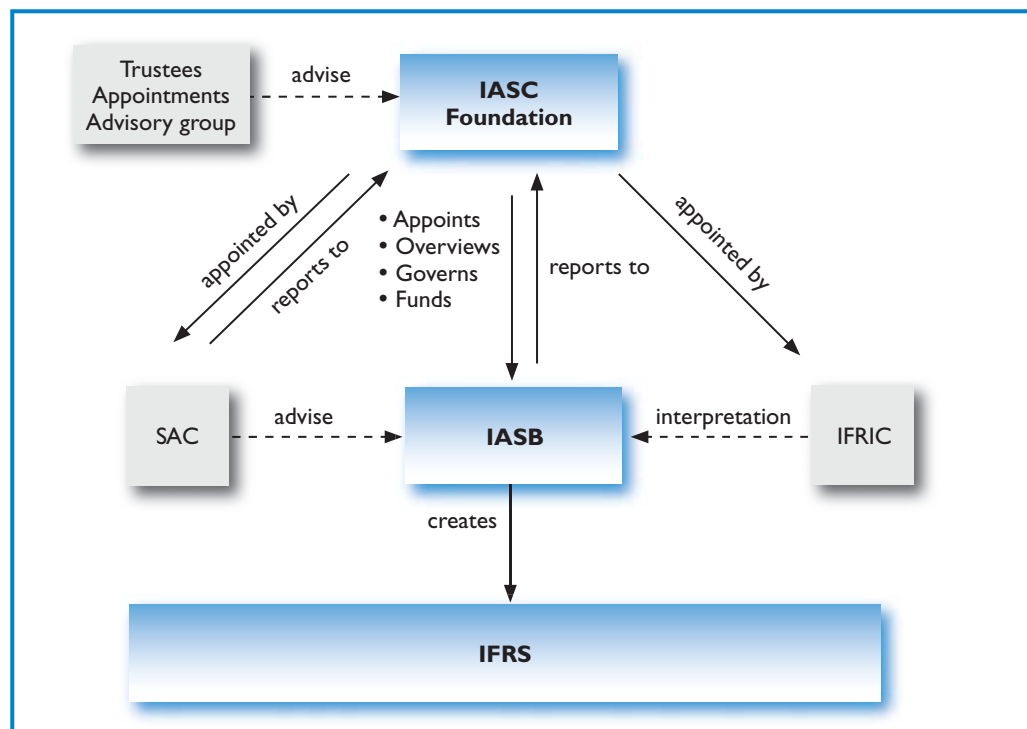 Trustees
Appointments
Advisory group
advise
IASC
Foundation
appointed by
reports to
• Appoints
• Overviews
• Governs
• Funds
reports to
appointed by
SAC
advise
IASB
interpretation
IFRIC
creates
IFRS